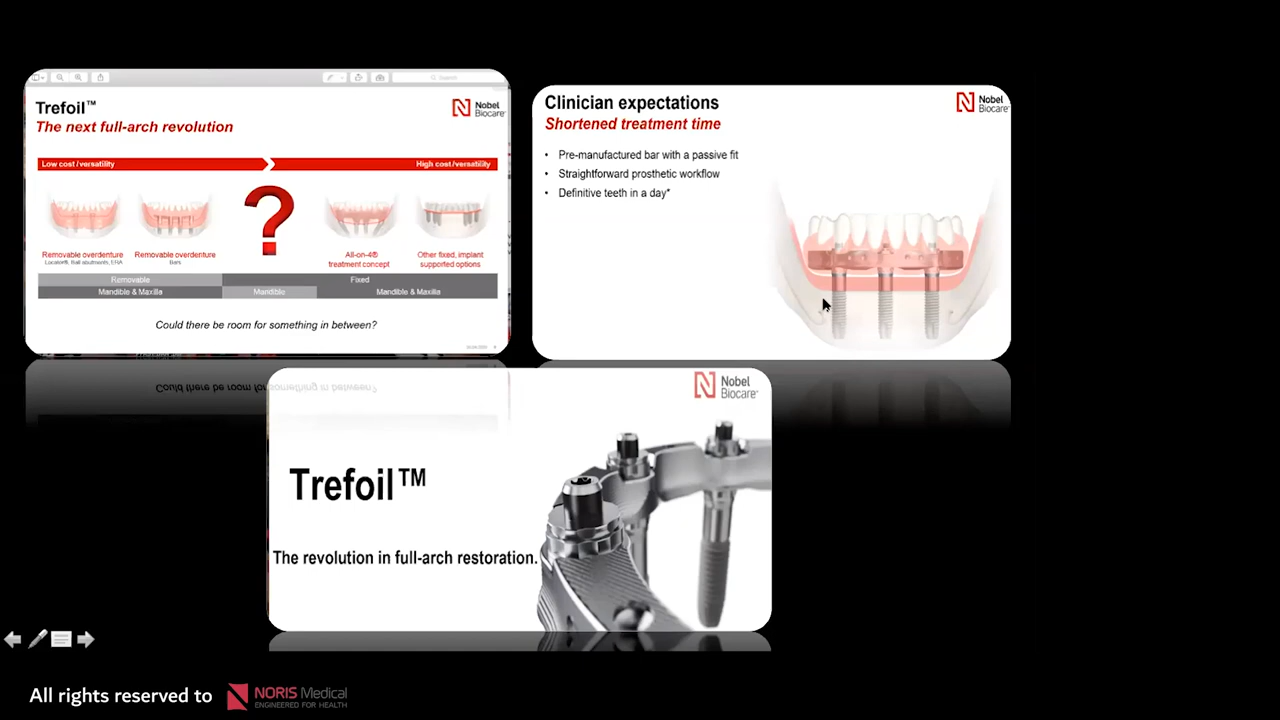 Search
Trefoil™
The next full-arch revolution
Nobel
Biocare
Low cost/versatility
High cost/versatility
?
Removable overdenture
Removable overdenture
Bars
All-on-4®
treatment concept
Other fixed, implant
supported options
Removable
Fixed
Mandible & Maxilla
Mandible
Mandible & Maxilla
Could there be room for something in between?
Clinician expectations
Shortened treatment time
Nobel
Biocare
• Pre-manufactured bar with a passive fit
• Straightforward prosthetic workflow
• Definitive teeth in a day*
Nobel
Biocare
Trefoil™
The revolution in full-arch restoration.
All rights reserved to
NORIS Medical
ENGINEERED FOR HEALTH